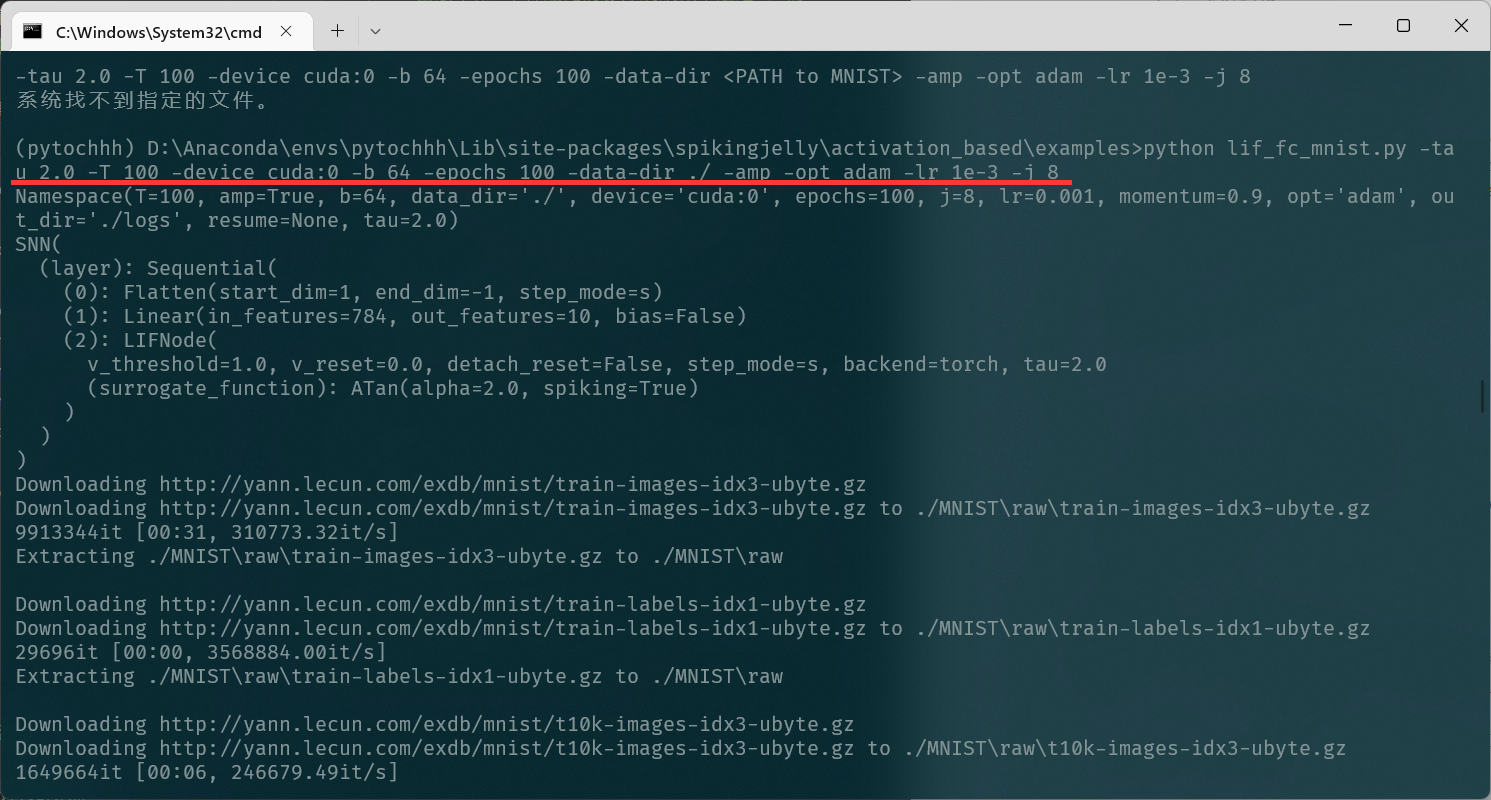 C:\Windows\System32\cmd
-tau 2.0 -T 100 -device cuda:0 -b 64 -epochs 100 -data-dir <PATH to MNIST> -amp -opt adam -lr 1e-3 -j 8
系统找不到指定的文件。
(pytochhh) D:\Anaconda\envs\pytochhh\Lib\site-packages\spikingjelly\activation_based\examples>python lif_fc_mnist.py -ta
u 2.0 -T 100 -device cuda:0 -b 64 -epochs 100 -data-dir ./ -amp -opt adam -lr 1e-3 -j 8
Namespace(T=100, amp=True, b=64, data_dir='./', device='cuda:0', epochs=100, j=8, lr=0.001, momentum=0.9, opt='adam', ou
t_dir='./logs', resume=None, tau=2.0)
SNN(
(layer): Sequential(
(0): Flatten(start_dim=1, end_dim=-1, step_mode=s)
(1): Linear(in_features=784, out_features=10, bias=False)
(2): LIFNode(
v_threshold=1.0, v_reset=0.0, detach_reset=False, step_mode=s, backend=torch, tau=2.0
(surrogate_function): ATan(alpha=2.0, spiking=True)
)
)
)
Downloading http://yann.lecun.com/exdb/mnist/train-images-idx3-ubyte.gz
Downloading http://yann.lecun.com/exdb/mnist/train-images-idx3-ubyte.gz to ./MNIST\raw\train-images-idx3-ubyte.gz
9913344it [00:31, 310773.32it/s]
Extracting ./MNIST\raw\train-images-idx3-ubyte.gz to ./MNIST\raw
Downloading http://yann.lecun.com/exdb/mnist/train-labels-idx1-ubyte.gz
Downloading http://yann.lecun.com/exdb/mnist/train-labels-idx1-ubyte.gz to ./MNIST\raw\train-labels-idx1-ubyte.gz
29696it [00:00, 3568884.00it/s]
Extracting ./MNIST\raw\train-labels-idx1-ubyte.gz to ./MNIST\raw
Downloading http://yann.lecun.com/exdb/mnist/t10k-images-idx3-ubyte.gz
Downloading http://yann.lecun.com/exdb/mnist/t10k-images-idx3-ubyte.gz to ./MNIST\raw\t10k-images-idx3-ubyte.gz
1649664it [00:06, 246679.49it/s]